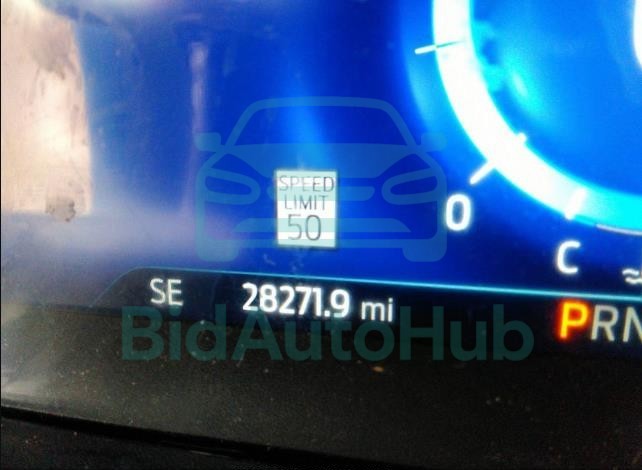 SPEED
LIMIT
50
0
C
SE 28271.9 mi PRN
BidAutoHub